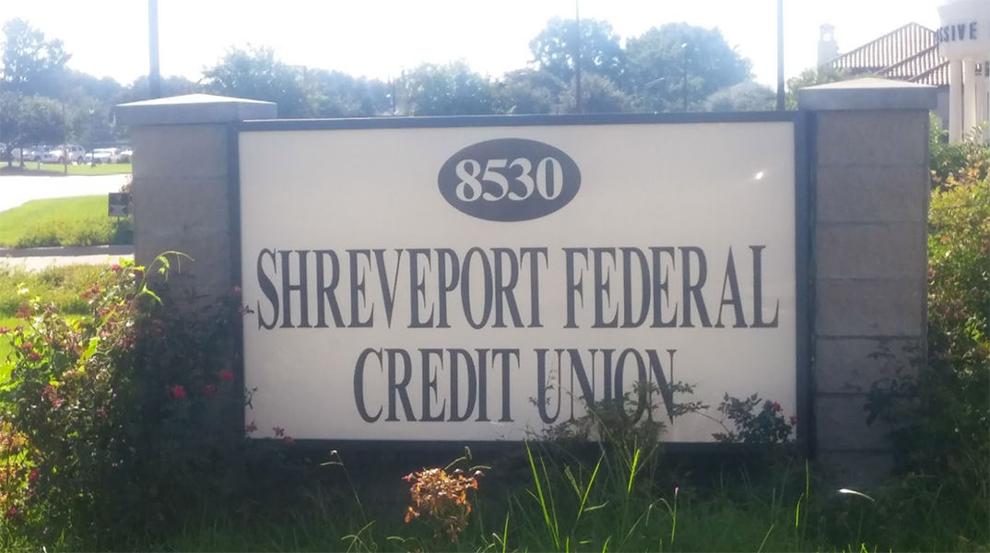 8530
SHREVEPORT FEDERAL
CREDIT UNION